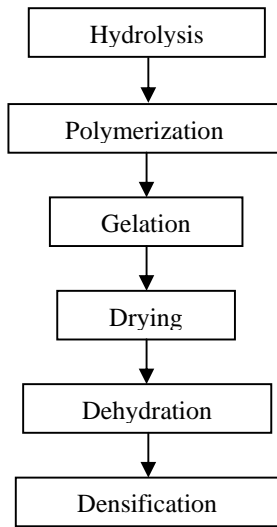 Hydrolysis
Polymerization
Gelation
Drying
Dehydration
Densification